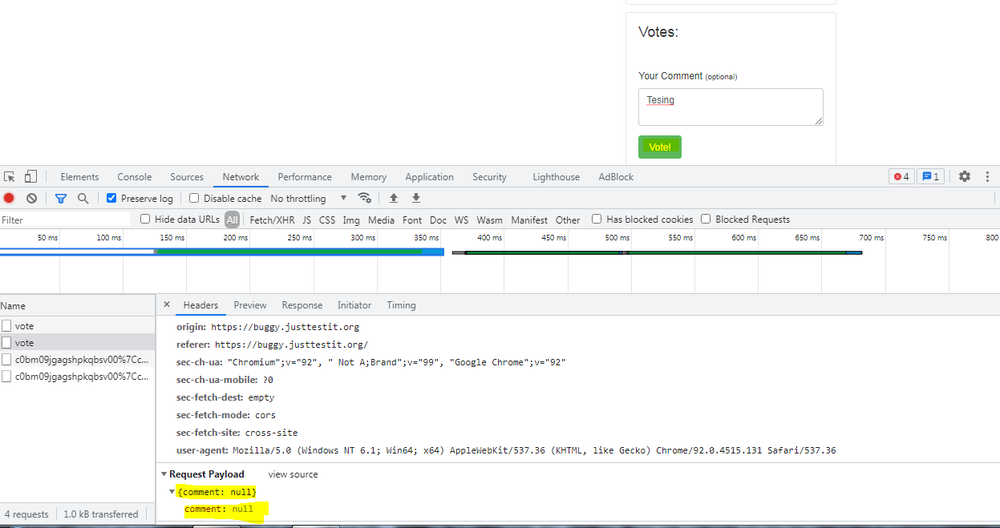 Votes:
Your Comment (optional)
Tesing
Vote!
Elements Console Sources Network Performance Memory Application Security Lighthouse AdBlock 4 1
Preserve log Disable cache No throttling
Filter Hide data URLs All Fetch/XHR JS CSS Img Media Font Doc WS Wasm Manifest Other Has blocked cookies Blocked Requests
50 ms 100 ms 150 ms 200 ms 250 ms 300 ms 350 ms 400 ms 450 ms 500 ms 550 ms 600 ms 650 ms 700 ms 750 ms 800
Name
vote
vote
c0bm09jgagshpkqbsv00%7Cc...
c0bm09jgagshpkqbsv00%7Cc...
4 requests 1.0 kB transferred
× Headers Preview Response Initiator Timing
origin: https://buggy.justtestit.org
referer: https://buggy.justtestit.org/
sec-ch-ua: "Chromium";v="92", " Not A;Brand";v="99", "Google Chrome";v="92"
sec-ch-ua-mobile: ?0
sec-fetch-dest: empty
sec-fetch-mode: cors
sec-fetch-site: cross-site
user-agent: Mozilla/5.0 (Windows NT 6.1; Win64; x64) AppleWebKit/537.36 (KHTML, like Gecko) Chrome/92.0.4515.131 Safari/537.36
Request Payload view source
{comment: null}
comment: null